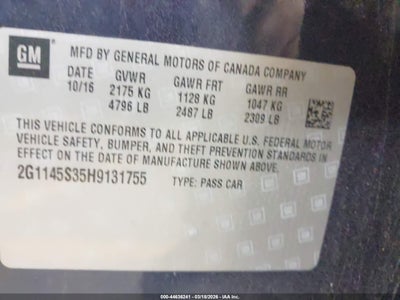 GM
MFD BY GENERAL MOTORS OF CANADA COMPANY
DATE GVWR GAWR FRT GAWR RR
10/16 2175 KG 1128 KG 1047 KG
4796 LB 2487 LB 2309 LB
THIS VEHICLE CONFORMS TO ALL APPLICABLE U.S. FEDERAL MOTOR
VEHICLE SAFETY, BUMPER, AND THEFT PREVENTION STANDARDS IN
EFFECT ON THE DATE OF MANUFACTURE SHOWN ABOVE.
2G1145S35H9131755 TYPE: PASS CAR
000-44638241 - 03/18/2026 - IAAI